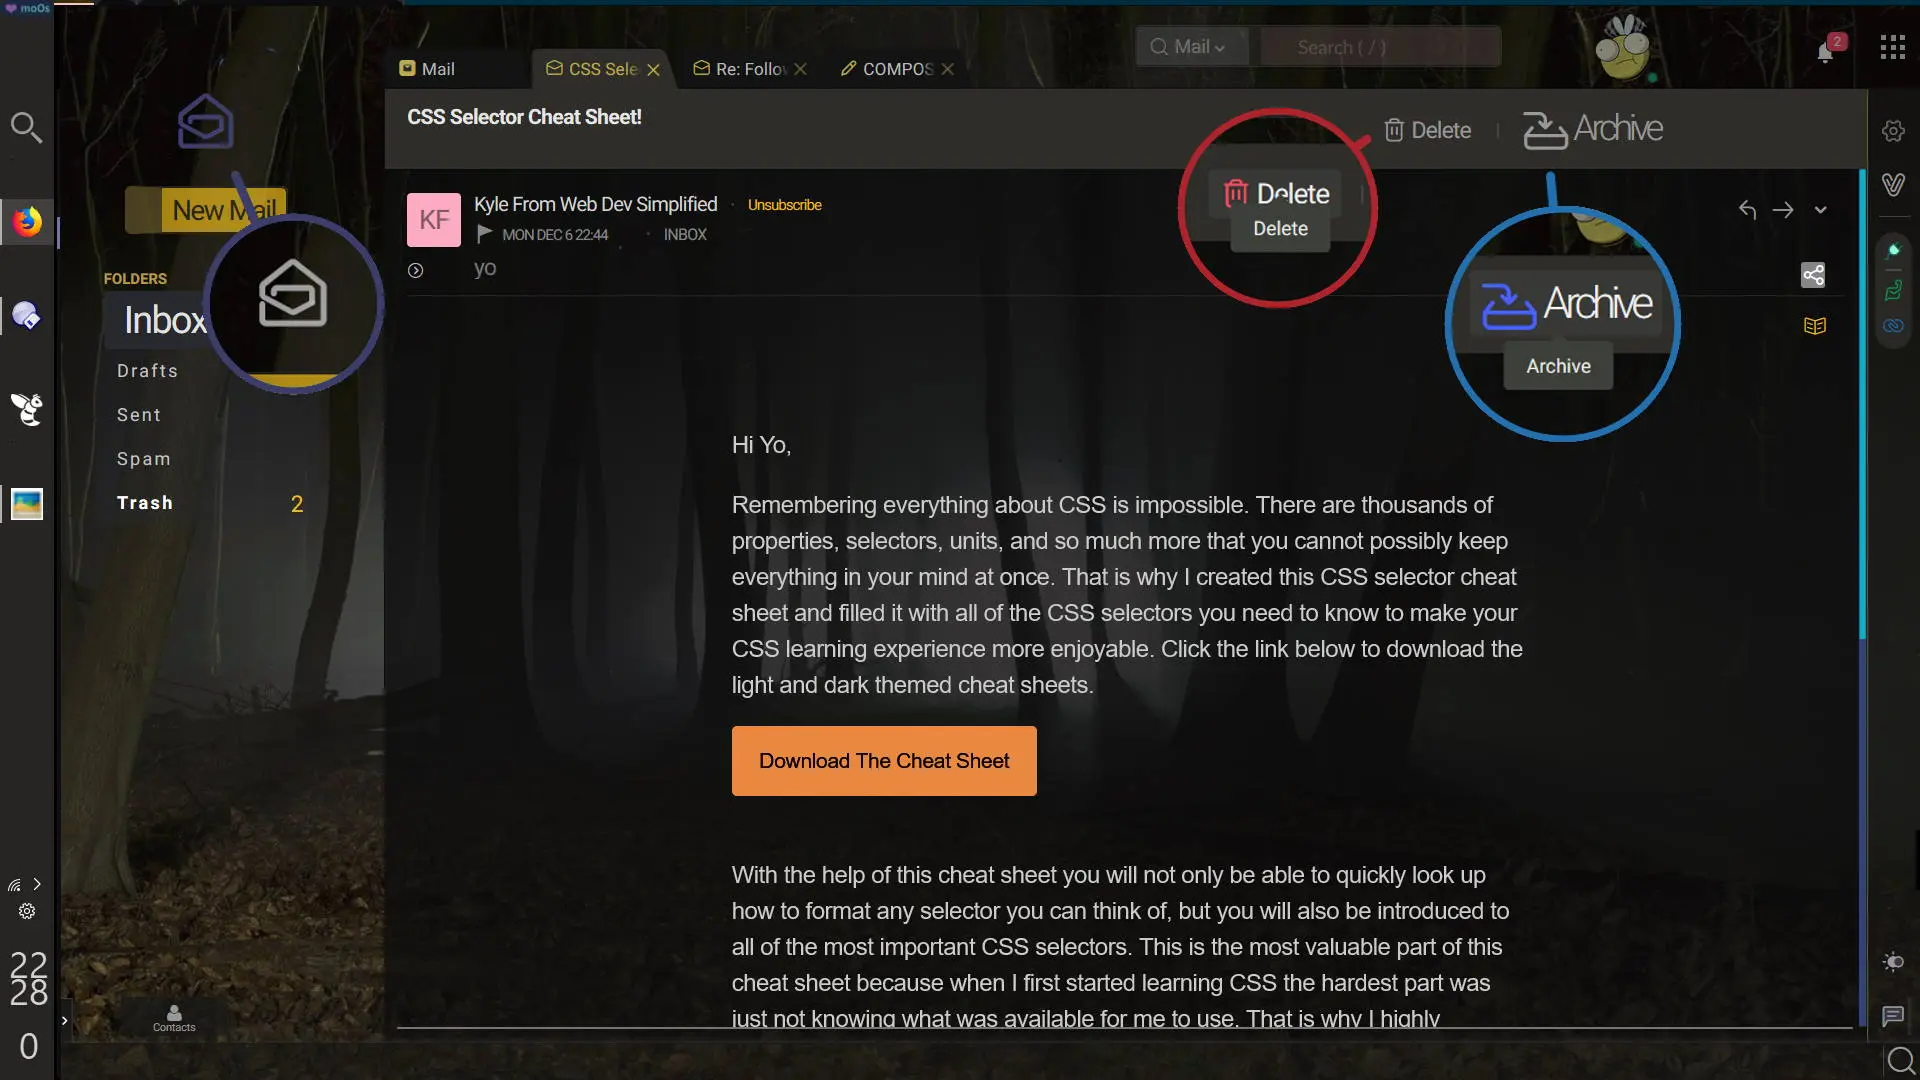 moOs
Mail
CSS Sele
Re: Follow
COMPOS
Mail
Search ( / )
2
CSS Selector Cheat Sheet!
Delete
Archive
New Mail
KF
Kyle From Web Dev Simplified
Unsubscribe
MON DEC 6 22:44
INBOX
yo
Delete
Delete
Archive
Archive
FOLDERS
Inbox
Drafts
Sent
Spam
Trash
2
Hi Yo,
Remembering everything about CSS is impossible. There are thousands of
properties, selectors, units, and so much more that you cannot possibly keep
everything in your mind at once. That is why I created this CSS selector cheat
sheet and filled it with all of the CSS selectors you need to know to make your
CSS learning experience more enjoyable. Click the link below to download the
light and dark themed cheat sheets.
Download The Cheat Sheet
With the help of this cheat sheet you will not only be able to quickly look up
how to format any selector you can think of, but you will also be introduced to
all of the most important CSS selectors. This is the most valuable part of this
cheat sheet because when I first started learning CSS the hardest part was
just not knowing what was available for me to use. That is why I highly
22
28
0
Contacts